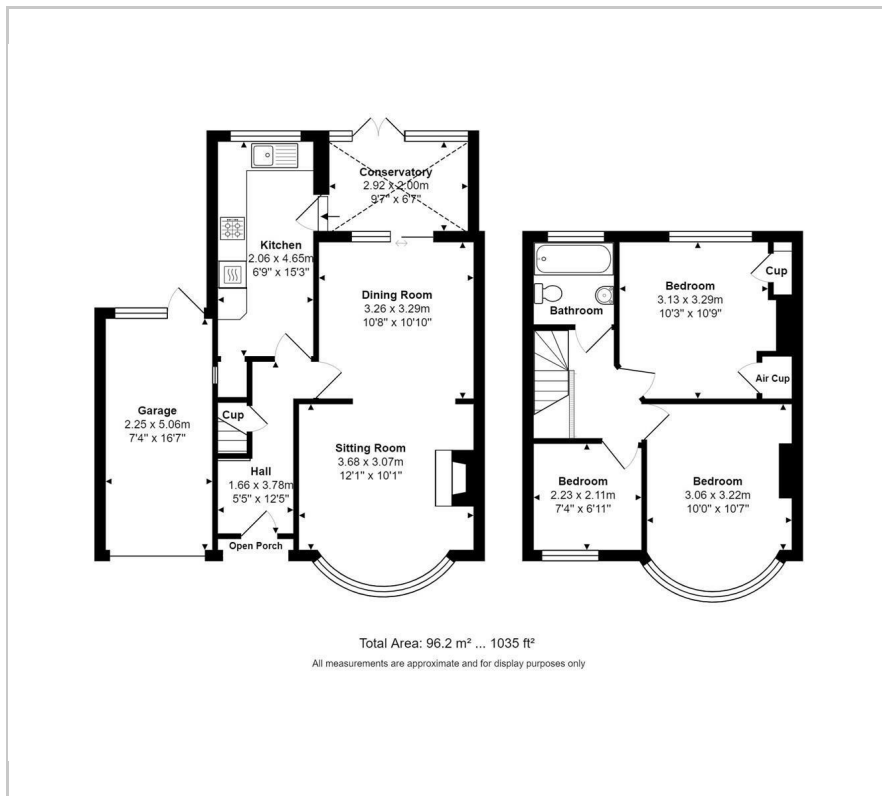 Conservatory
2.92 x 2.00m
9'7" x 6'7"
Kitchen
2.06 x 4.65m
6'9" x 15'3"
Dining Room
3.26 x 3.29m
10'8" x 10'10"
Garage
2.25 x 5.06m
7'4" x 16'7"
Cup
Hall
1.66 x 3.78m
5'5" x 12'5"
Open Porch
Sitting Room
3.68 x 3.07m
12'1" x 10'1"
Bathroom
Bedroom
3.13 x 3.29m
10'3" x 10'9"
Cup
Air Cup
Bedroom
2.23 x 2.11m
7'4" x 6'11"
Bedroom
3.06 x 3.22m
10'0" x 10'7"
Total Area: 96.2 m² ... 1035 ft²
All measurements are approximate and for display purposes only